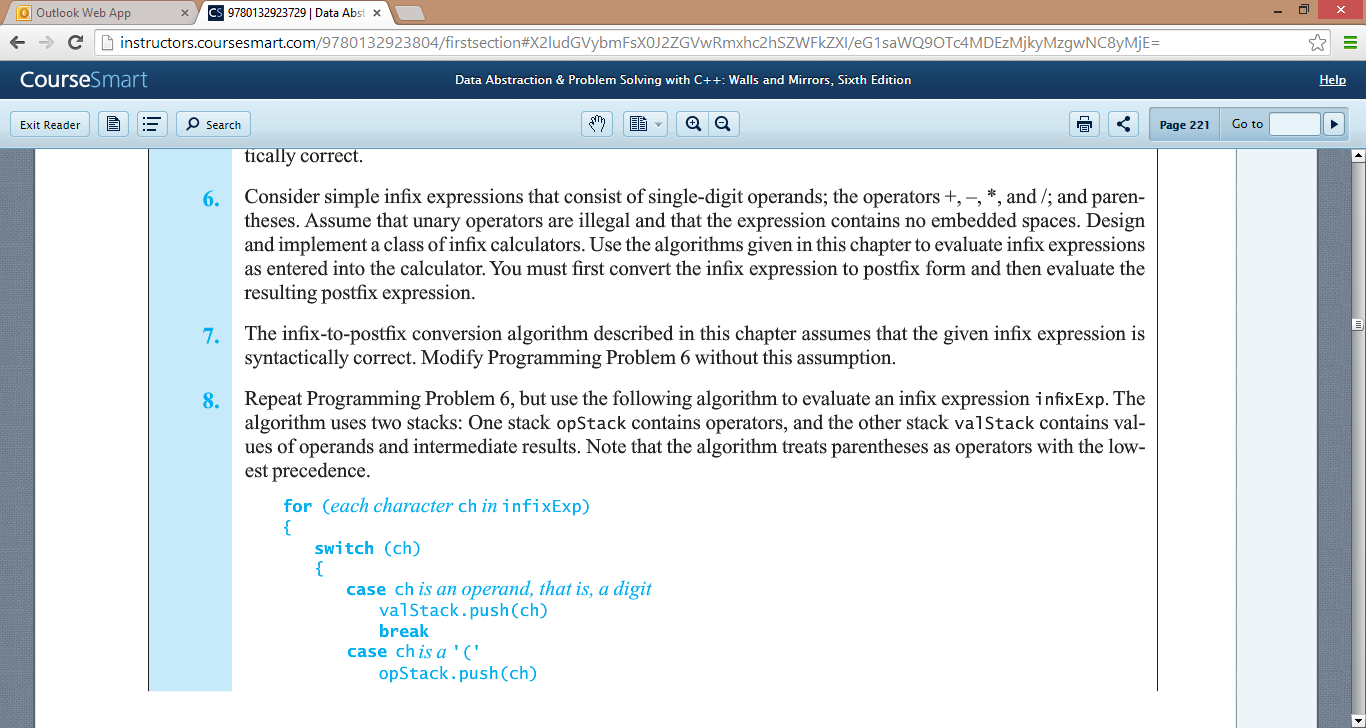 Outlook Web App
CS 9780132923729 | Data Abst
instructors.coursesmart.com/9780132923804/firstsection#X2ludGVybmFsX0J2ZGVwRmxhc2hSZWFkZXI/eG1saWQ9OTc4MDEzMjkyMzgwNC8yMjE=
CourseSmart
Data Abstraction & Problem Solving with C++: Walls and Mirrors, Sixth Edition
Help
Exit Reader
Search
Page 221
Go to
tically correct.
6. Consider simple infix expressions that consist of single-digit operands; the operators +, –, *, and /; and paren-
theses. Assume that unary operators are illegal and that the expression contains no embedded spaces. Design
and implement a class of infix calculators. Use the algorithms given in this chapter to evaluate infix expressions
as entered into the calculator. You must first convert the infix expression to postfix form and then evaluate the
resulting postfix expression.
7. The infix-to-postfix conversion algorithm described in this chapter assumes that the given infix expression is
syntactically correct. Modify Programming Problem 6 without this assumption.
8. Repeat Programming Problem 6, but use the following algorithm to evaluate an infix expression infixExp. The
algorithm uses two stacks: One stack opStack contains operators, and the other stack valStack contains val-
ues of operands and intermediate results. Note that the algorithm treats parentheses as operators with the low-
est precedence.
for (each character ch in infixExp)
{
switch (ch)
{
case ch is an operand, that is, a digit
valStack.push(ch)
break
case ch is a '('
opStack.push(ch)